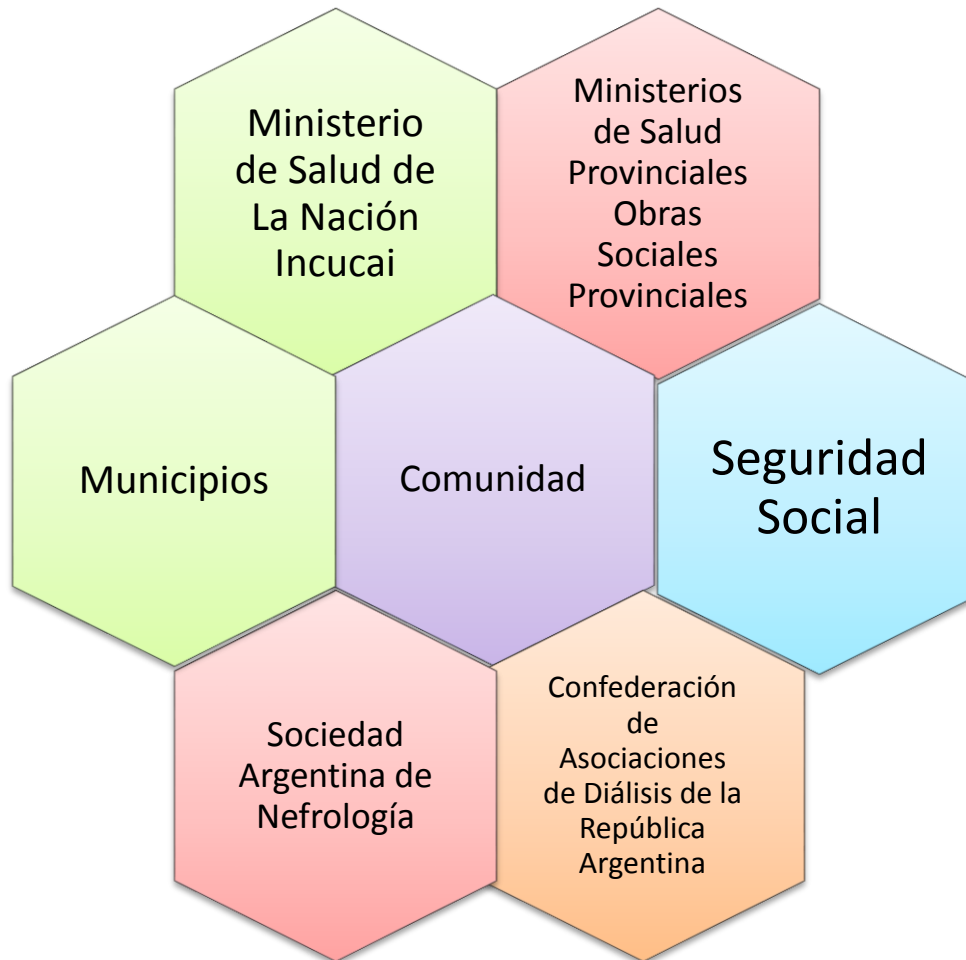 Ministerio
de Salud de
La Nación
Incucai
Ministerios
de Salud
Provinciales
Obras
Sociales
Provinciales
Municipios
Comunidad
Seguridad
Social
Sociedad
Argentina de
Nefrología
Confederación
de
Asociaciones
de Diálisis de la
República
Argentina